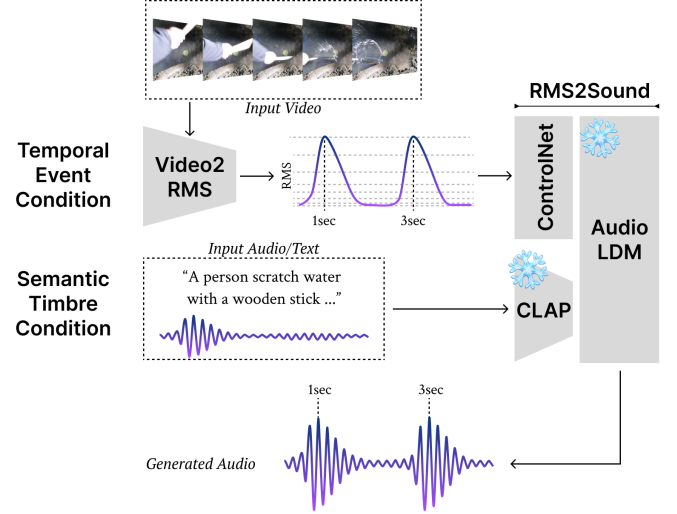 Input Video
RMS2Sound
Temporal
Event
Condition
Video2
RMS
RMS
1sec
3sec
ControlNet
Audio
LDM
Input Audio/Text
Semantic
Timbre
Condition
“A person scratch water
with a wooden stick ...”
CLAP
1sec
3sec
Generated Audio